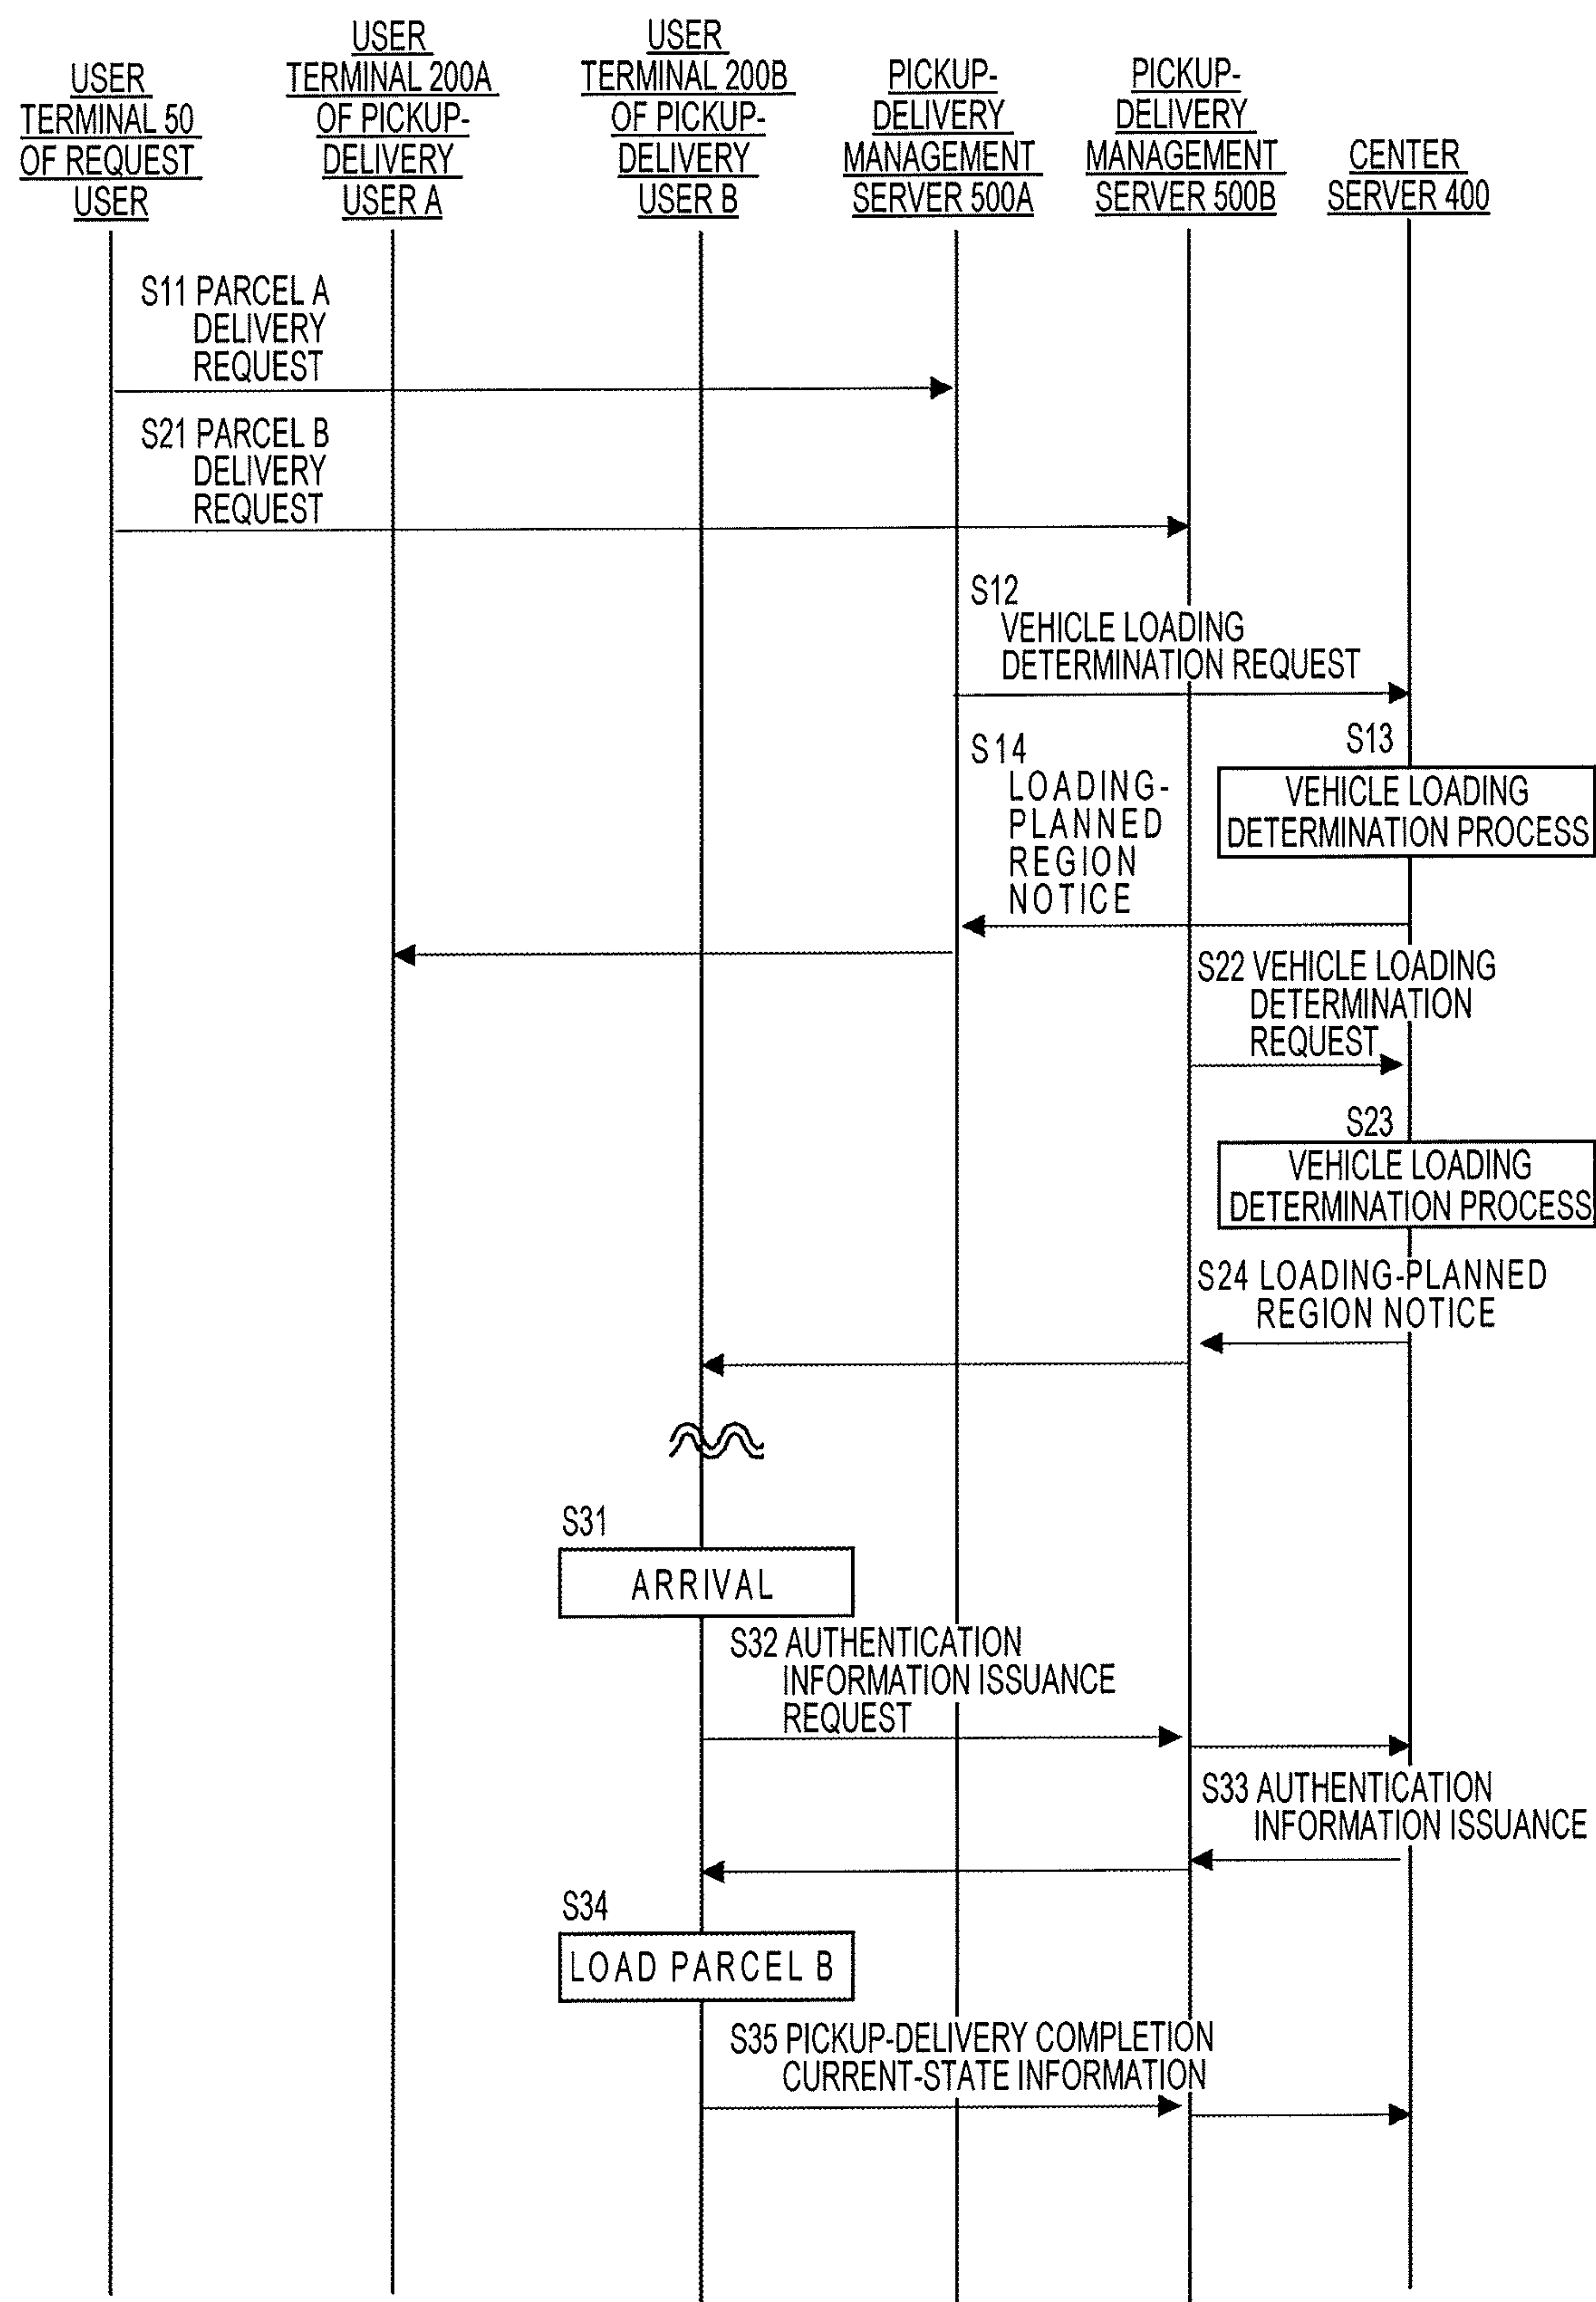 USER
TERMINAL 50
OF REQUEST
USER
USER
TERMINAL 200A
OF PICKUP-
DELIVERY
USER A
USER
TERMINAL 200B
OF PICKUP-
DELIVERY
USER B
PICKUP-
DELIVERY
MANAGEMENT
SERVER 500A
PICKUP-
DELIVERY
MANAGEMENT
SERVER 500B
CENTER
SERVER 400
S11 PARCEL A
DELIVERY
REQUEST
S21 PARCEL B
DELIVERY
REQUEST
S12
VEHICLE LOADING
DETERMINATION REQUEST
S13
VEHICLE LOADING
DETERMINATION PROCESS
S14
LOADING-
PLANNED
REGION
NOTICE
S22 VEHICLE LOADING
DETERMINATION
REQUEST
S23
VEHICLE LOADING
DETERMINATION PROCESS
S24 LOADING-PLANNED
REGION NOTICE
S31
ARRIVAL
S32 AUTHENTICATION
INFORMATION ISSUANCE
REQUEST
S33 AUTHENTICATION
INFORMATION ISSUANCE
S34
LOAD PARCEL B
S35 PICKUP-DELIVERY COMPLETION
CURRENT-STATE INFORMATION